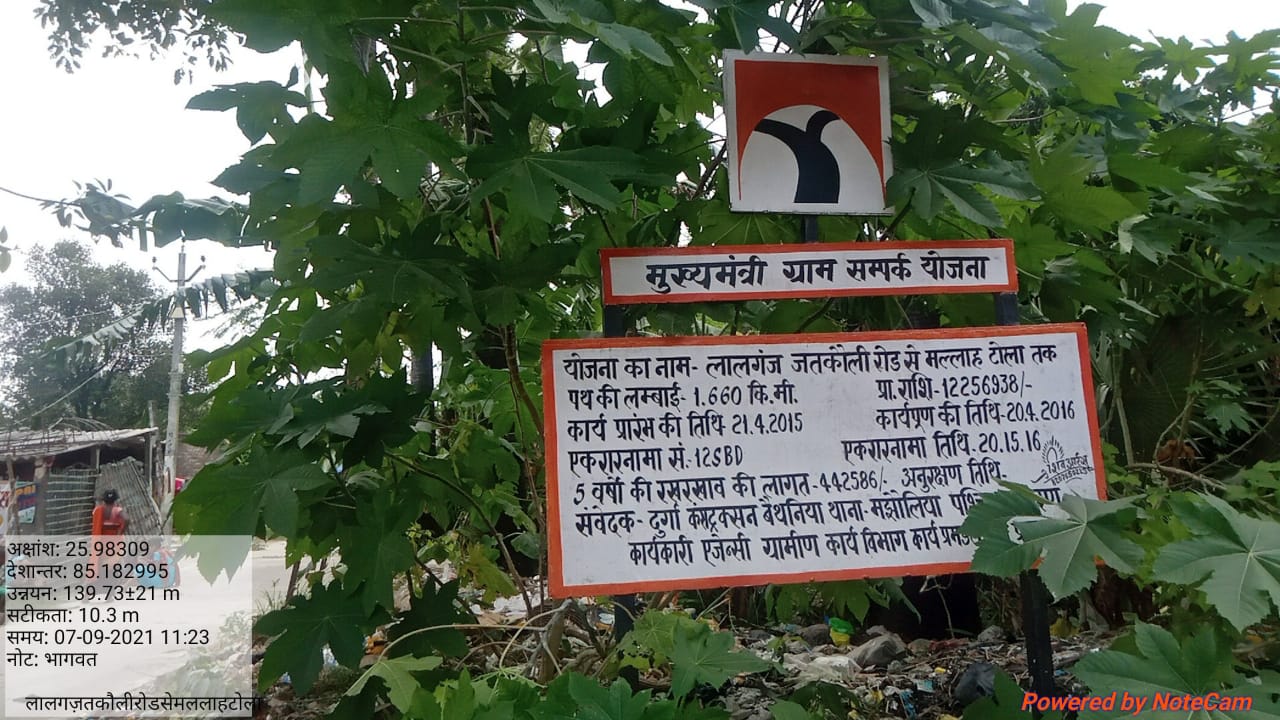 मुख्यमंत्री ग्राम सम्पर्क योजना
योजना का नाम- लालगंज जतकौली रोड से मल्लाह टोला तक
पथ की लम्बाई- 1.660 कि.मी. प्रा. राशि-12256938/-
कार्य प्रारंभ की तिथि- 21.4.2015 कार्यपूण की तिथि-20.4.2016
एकरारनामा सं. 12SBD एकरारनामा तिथि-20.15.16
5 वर्षो की रखरखाव की लागत-442586/- अनुरक्षण तिथि-
संवेदक- दुर्गा कंस्ट्रक्सन बैथनिया थाना- मझोलिया
कार्यकारी एजेन्सी ग्रामीण कार्य विभाग कार्य
अक्षांश: 25.98309
देशान्तर: 85.182995
उन्नयन: 139.73±21 m
सटीकता: 10.3 m
समय: 07-09-2021 11:23
नोट: भागवत
लालगज़तकौलीरोडसेमललाहटोला
Powered by NoteCam